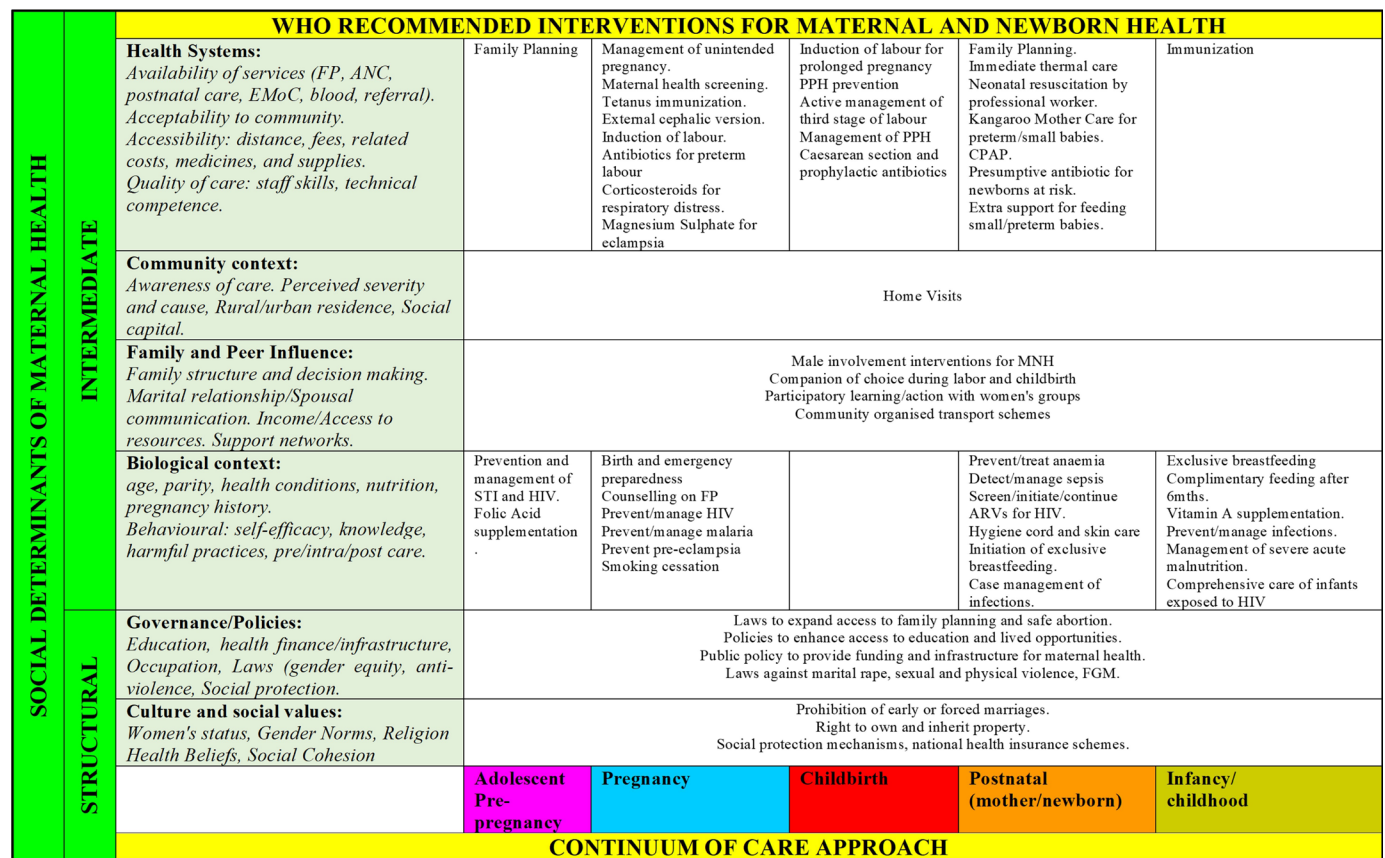 WHO RECOMMENDED INTERVENTIONS FOR MATERNAL AND NEWBORN HEALTH
SOCIAL DETERMINANTS OF MATERNAL HEALTH
INTERMEDIATE
Health Systems:
Availability of services (FP, ANC,
postnatal care, EMoC, blood, referral).
Acceptability to community.
Accessibility: distance, fees, related
costs, medicines, and supplies.
Quality of care: staff skills, technical
competence.
Family Planning
Management of unintended
pregnancy.
Maternal health screening.
Tetanus immunization.
External cephalic version.
Induction of labour.
Antibiotics for preterm
labour
Corticosteroids for
respiratory distress.
Magnesium Sulphate for
eclampsia
Induction of labour for
prolonged pregnancy
PPH prevention
Active management of
third stage of labour
Management of PPH
Caesarean section and
prophylactic antibiotics
Family Planning.
Immediate thermal care
Neonatal resuscitation by
professional worker.
Kangaroo Mother Care for
preterm/small babies.
CPAP.
Presumptive antibiotic for
newborns at risk.
Extra support for feeding
small/preterm babies.
Immunization
Community context:
Awareness of care. Perceived severity
and cause, Rural/urban residence, Social
capital.
Home Visits
Family and Peer Influence:
Family structure and decision making.
Marital relationship/Spousal
communication. Income/Access to
resources. Support networks.
Male involvement interventions for MNH
Companion of choice during labor and childbirth
Participatory learning/action with women's groups
Community organised transport schemes
Biological context:
age, parity, health conditions, nutrition,
pregnancy history.
Behavioural: self-efficacy, knowledge,
harmful practices, pre/intra/post care.
Prevention and
management of
STI and HIV.
Folic Acid
supplementation
.
Birth and emergency
preparedness
Counselling on FP
Prevent/manage HIV
Prevent/manage malaria
Prevent pre-eclampsia
Smoking cessation
Prevent/treat anaemia
Detect/manage sepsis
Screen/initiate/continue
ARVs for HIV.
Hygiene cord and skin care
Initiation of exclusive
breastfeeding.
Case management of
infections.
Exclusive breastfeeding
Complimentary feeding after
6mths.
Vitamin A supplementation.
Prevent/manage infections.
Management of severe acute
malnutrition.
Comprehensive care of infants
exposed to HIV
STRUCTURAL
Governance/Policies:
Education, health finance/infrastructure,
Occupation, Laws (gender equity, anti-
violence, Social protection.
Laws to expand access to family planning and safe abortion.
Policies to enhance access to education and lived opportunities.
Public policy to provide funding and infrastructure for maternal health.
Laws against marital rape, sexual and physical violence, FGM.
Culture and social values:
Women's status, Gender Norms, Religion
Health Beliefs, Social Cohesion
Prohibition of early or forced marriages.
Right to own and inherit property.
Social protection mechanisms, national health insurance schemes.
Adolescent
Pre-
pregnancy
Pregnancy
Childbirth
Postnatal
(mother/newborn)
Infancy/
childhood
CONTINUUM OF CARE APPROACH